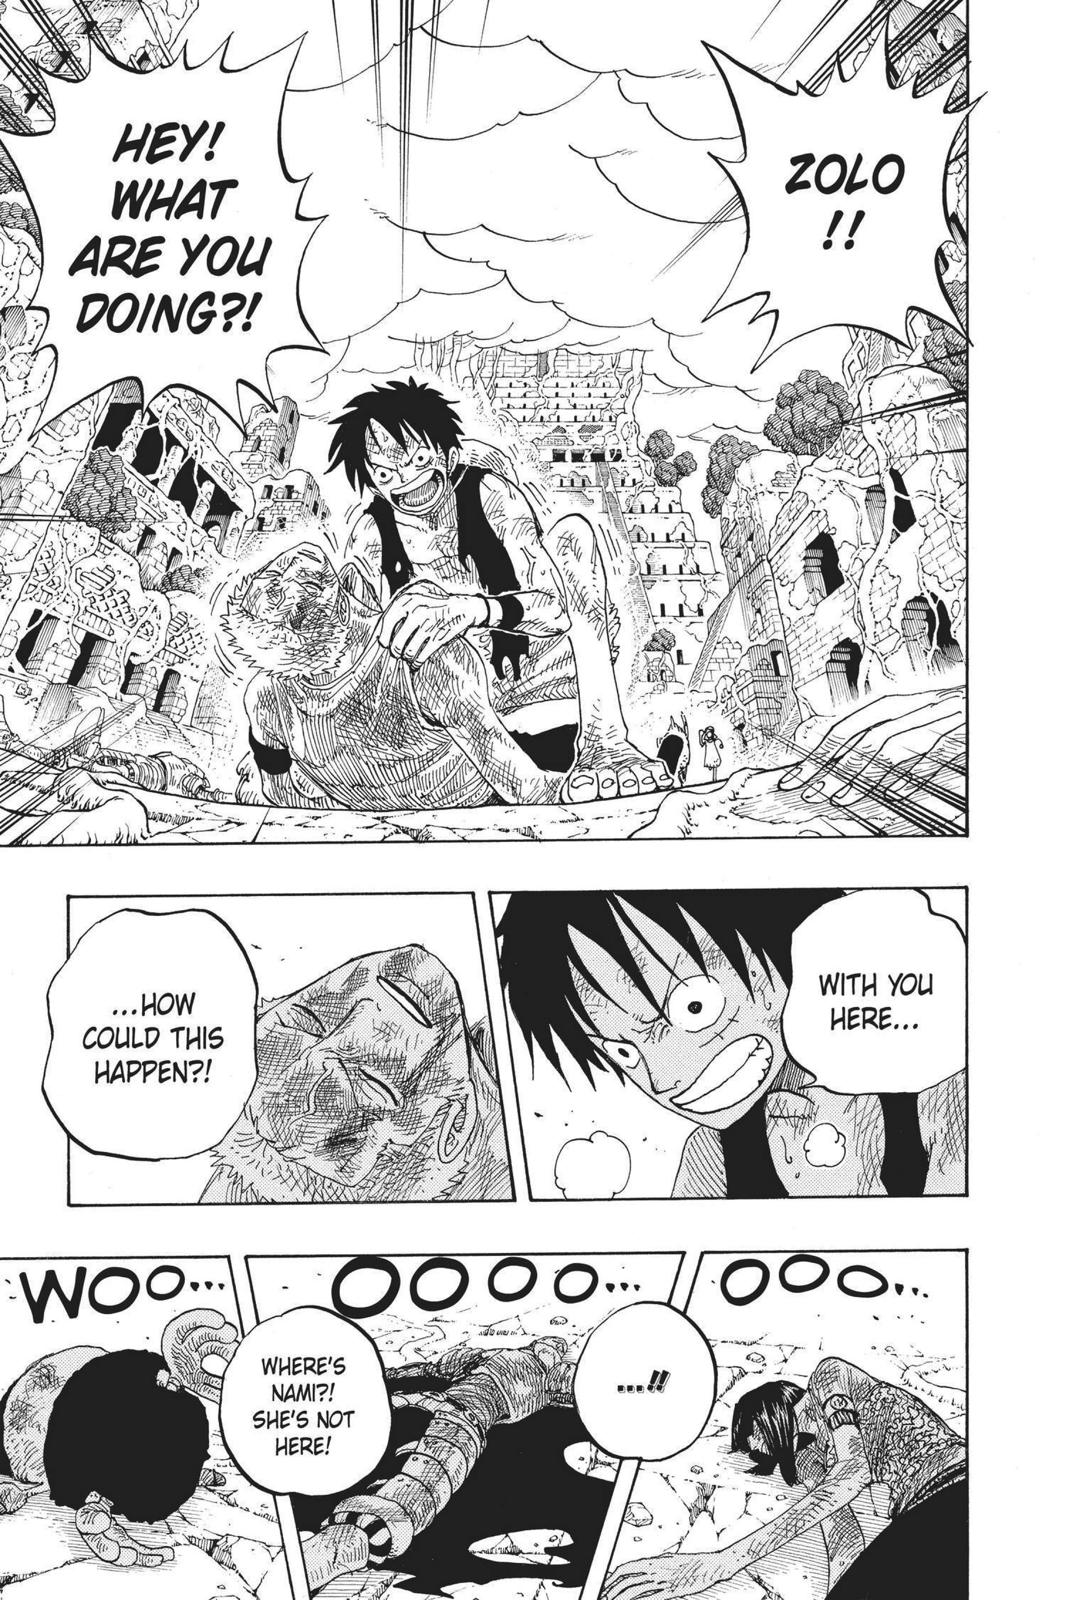 ZOLO
!!
HEY!
WHAT
ARE YOU
DOING?!
WITH YOU
HERE...
...HOW
COULD THIS
HAPPEN?!
OOO...
...!!
OOOO...
WHERE'S
NAMI?!
SHE'S NOT
HERE!
WOO...